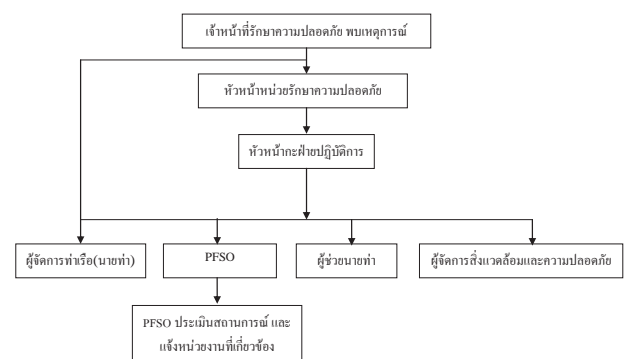 เจ้าหน้าที่รักษาความปลอดภัย พบเหตุการณ์
หัวหน้าหน่วยรักษาความปลอดภัย
หัวหน้ากะฝ่ายปฏิบัติการ
ผู้จัดการท่าเรือ(นายท่า)
PFSO
ผู้ช่วยนายท่า
ผู้จัดการสิ่งแวดล้อมและความปลอดภัย
PFSO ประเมินสถานการณ์ และ
แจ้งหน่วยงานที่เกี่ยวข้อง